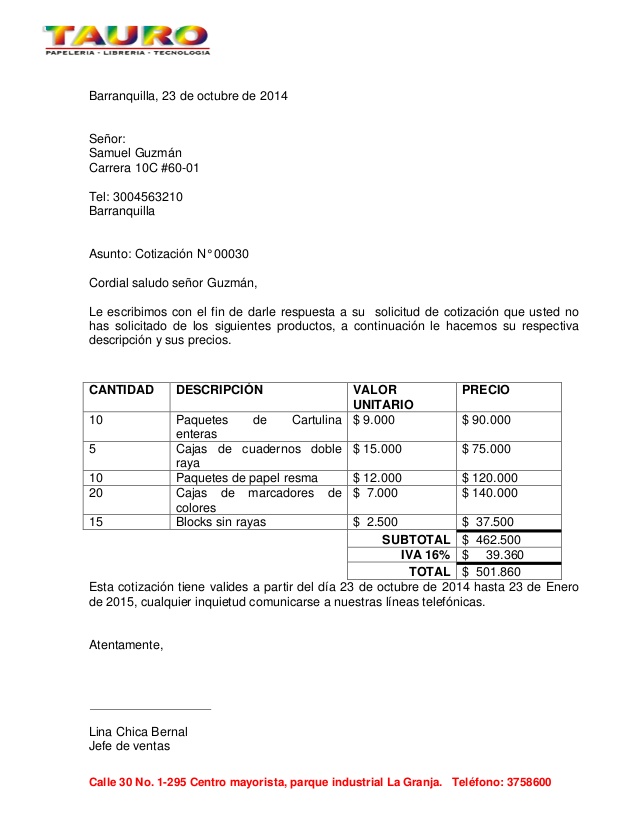 TAURO
PAPELERIA - LIBRERIA - TECNOLOGIA
Barranquilla, 23 de octubre de 2014
Señor:
Samuel Guzmán
Carrera 10C #60-01
Tel: 3004563210
Barranquilla
Asunto: Cotización N°00030
Cordial saludo señor Guzmán,
Le escribimos con el fin de darle respuesta a su solicitud de cotización que usted no
has solicitado de los siguientes productos, a continuación le hacemos su respectiva
descripción y sus precios.
CANTIDAD DESCRIPCIÓN VALOR UNITARIO PRECIO
10 Paquetes de Cartulina enteras $ 9.000 $ 90.000
5 Cajas de cuadernos doble raya $ 15.000 $ 75.000
10 Paquetes de papel resma $ 12.000 $ 120.000
20 Cajas de marcadores de colores $ 7.000 $ 140.000
15 Blocks sin rayas $ 2.500 $ 37.500
SUBTOTAL $ 462.500
IVA 16% $ 39.360
TOTAL $ 501.860
Esta cotización tiene valides a partir del día 23 de octubre de 2014 hasta 23 de Enero
de 2015, cualquier inquietud comunicarse a nuestras líneas telefónicas.
Atentamente,
Lina Chica Bernal
Jefe de ventas
Calle 30 No. 1-295 Centro mayorista, parque industrial La Granja. Teléfono: 3758600